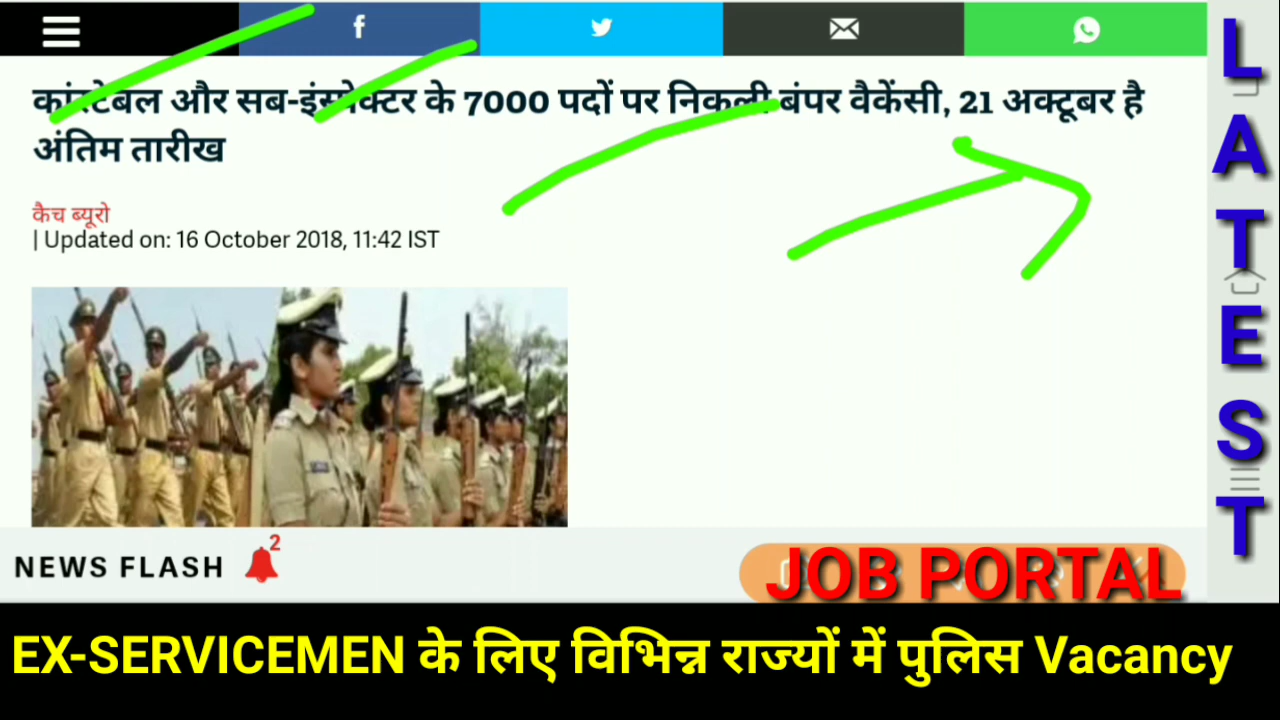 कांस्टेबल और सब-इंस्पेक्टर के 7000 पदों पर निकली बंपर वैकेंसी, 21 अक्टूबर है
अंतिम तारीख
कैच ब्यूरो
| Updated on: 16 October 2018, 11:42 IST
NEWS FLASH 2
JOB PORTAL
LATEST
EX-SERVICEMEN के लिए विभिन्न राज्यों में पुलिस Vacancy